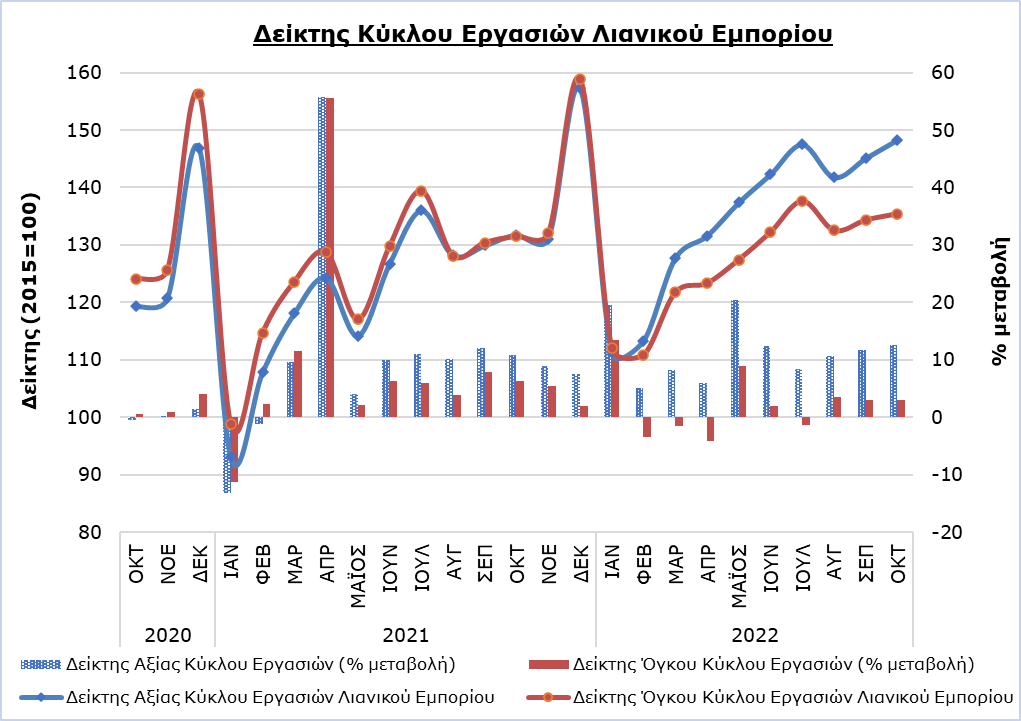 Δείκτης Κύκλου Εργασιών Λιανικού Εμπορίου
Δείκτης (2015=100)
160
150
140
130
120
110
100
90
80
60
50
40
30
20
10
0
-10
-20
% μεταβολή
ΟΚΤ ΝΟΕ ΔΕΚ ΙΑΝ ΦΕΒ ΜΑΡ ΑΠΡ ΜΑΪΟΣ ΙΟΥΝ ΙΟΥΛ ΑΥΓ ΣΕΠ ΟΚΤ ΝΟΕ ΔΕΚ ΙΑΝ ΦΕΒ ΜΑΡ ΑΠΡ ΜΑΪΟΣ ΙΟΥΝ ΙΟΥΛ ΑΥΓ ΣΕΠ ΟΚΤ
2020 2021 2022
Δείκτης Αξίας Κύκλου Εργασιών (% μεταβολή) Δείκτης Όγκου Κύκλου Εργασιών (% μεταβολή)
Δείκτης Αξίας Κύκλου Εργασιών Λιανικού Εμπορίου Δείκτης Όγκου Κύκλου Εργασιών Λιανικού Εμπορίου